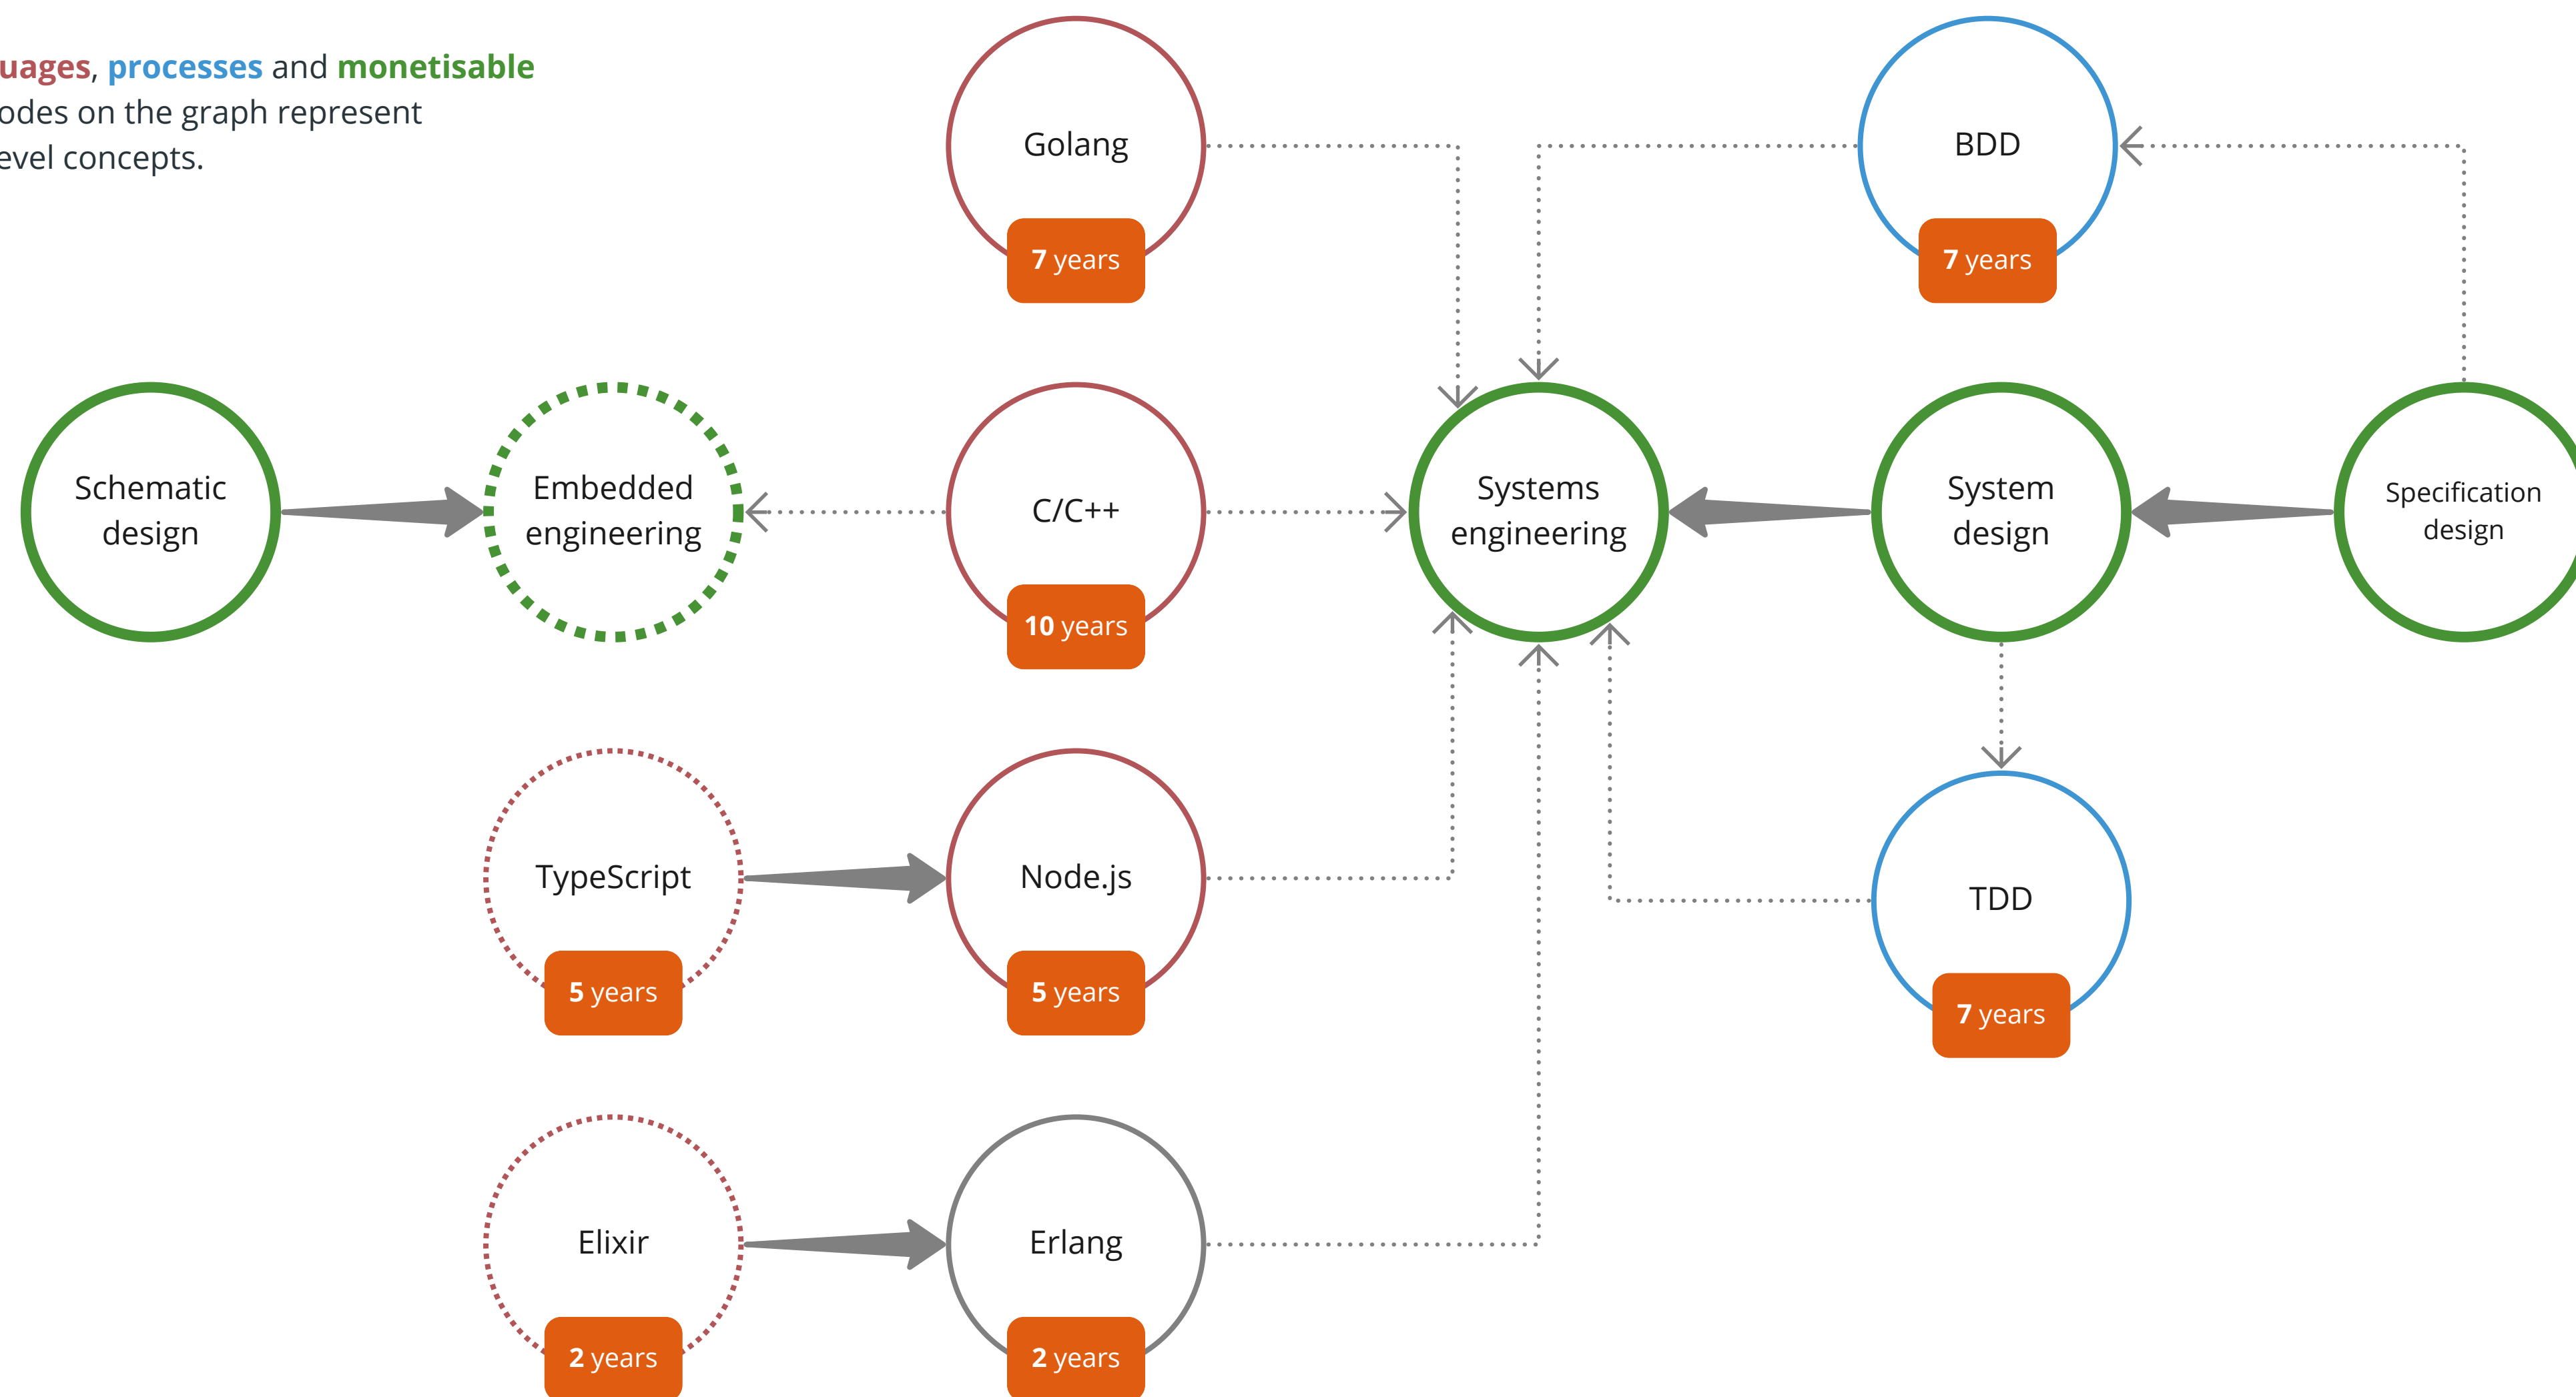 uages, processes and monetisable
odes on the graph represent
evel concepts.
Golang
7 years
BDD
7 years
Schematic
design
Embedded
engineering
C/C++
10 years
Systems
engineering
System
design
Specification
design
TypeScript
5 years
Node.js
5 years
TDD
7 years
Elixir
2 years
Erlang
2 years